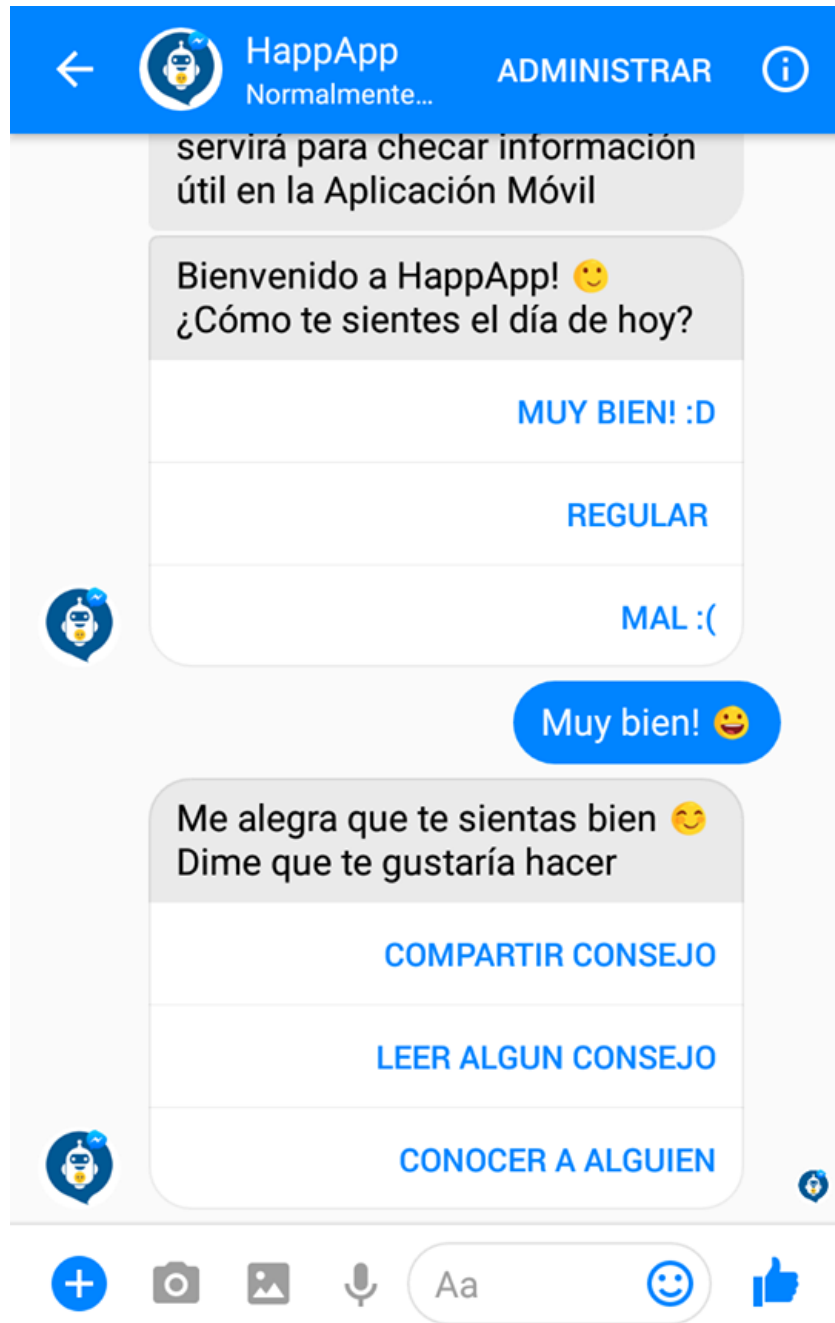 HappApp
Normalmente...
ADMINISTRAR
servirá para checar información
útil en la Aplicación Móvil
Bienvenido a HappApp! 🙂
¿Cómo te sientes el día de hoy?
MUY BIEN! :D
REGULAR
MAL :(
Muy bien! 😀
Me alegra que te sientas bien 😊
Dime que te gustaría hacer
COMPARTIR CONSEJO
LEER ALGUN CONSEJO
CONOCER A ALGUIEN
Aa